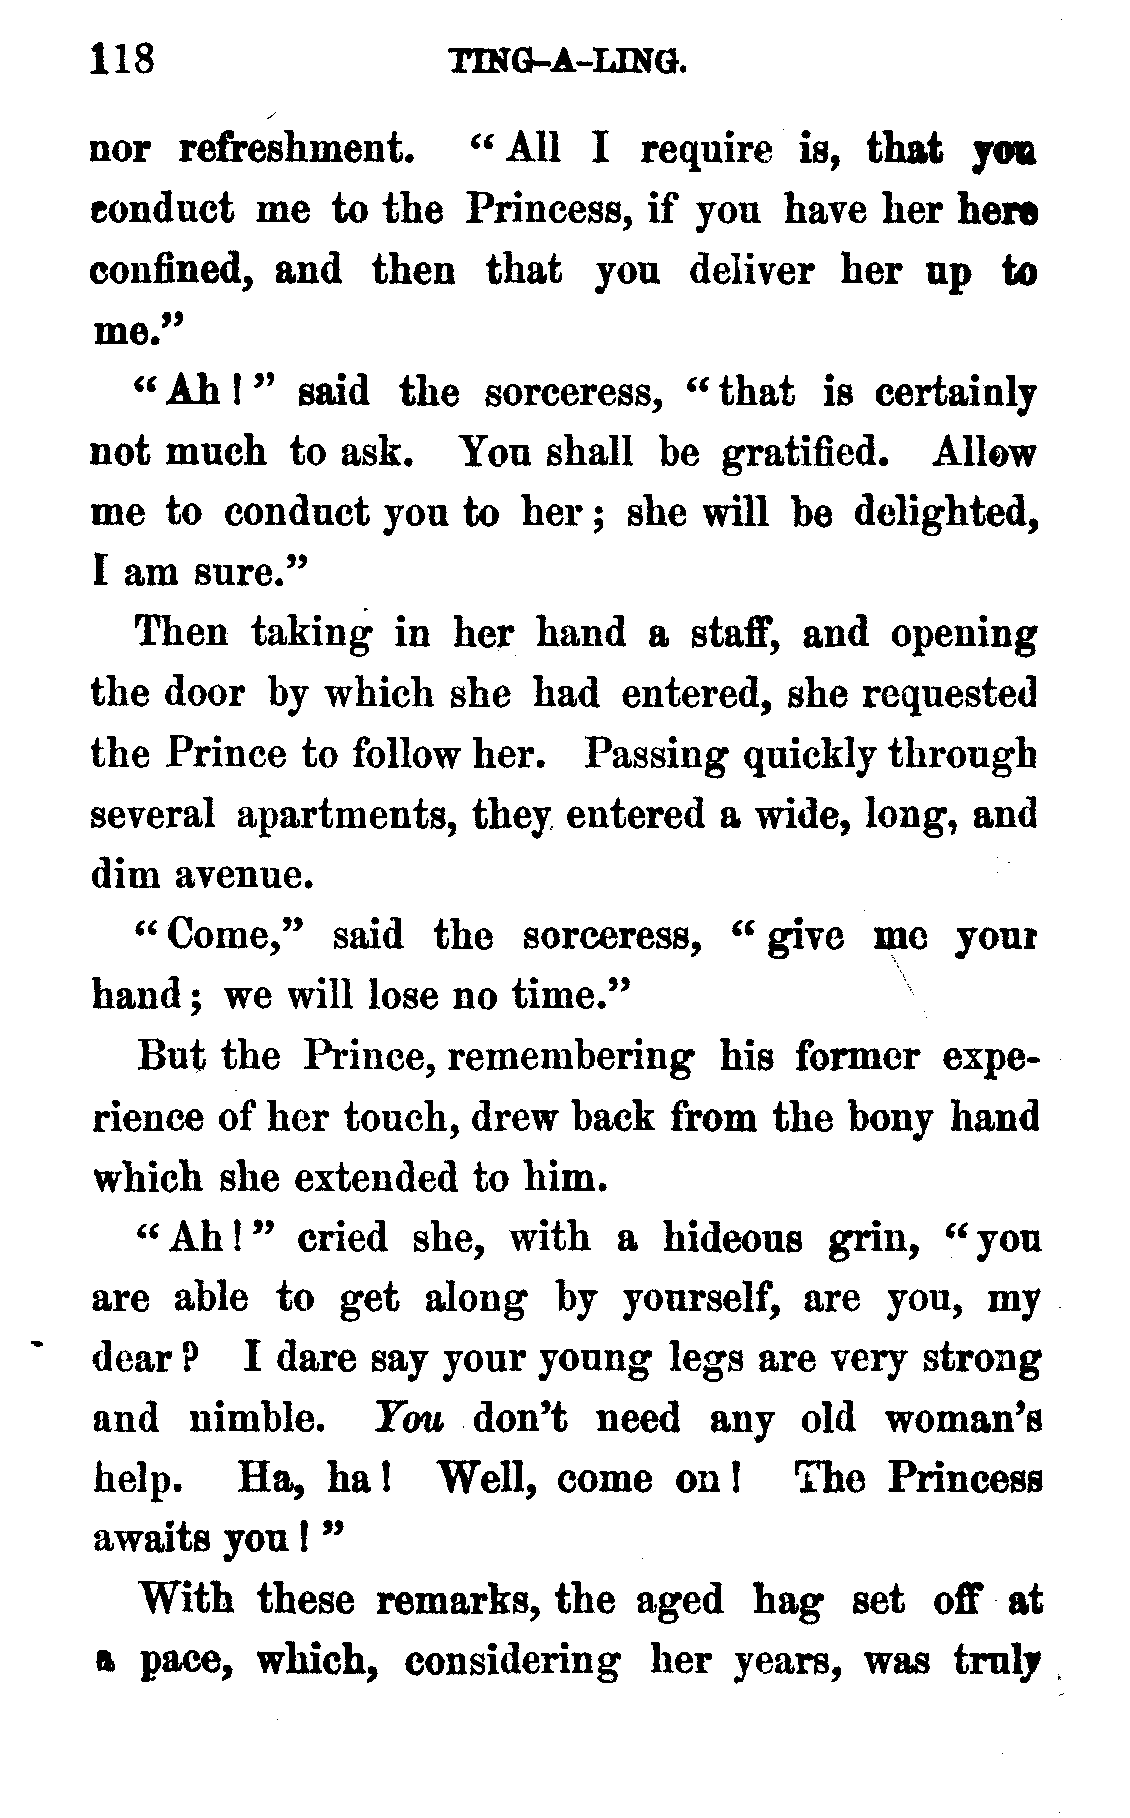 118 TING-A-LING.
nor refreshment. “ All I require is, that you
conduct me to the Princess, if you have her here
confined, and then that you deliver her up to
me.”
“ Ah ! ” said the sorceress, “ that is certainly
not much to ask. You shall be gratified. Allow
me to conduct you to her ; she will be delighted,
I am sure.”
Then taking in her hand a staff, and opening
the door by which she had entered, she requested
the Prince to follow her. Passing quickly through
several apartments, they entered a wide, long, and
dim avenue.
“ Come,” said the sorceress, “ give me your
hand ; we will lose no time.”
But the Prince, remembering his former expe-
rience of her touch, drew back from the bony hand
which she extended to him.
“ Ah ! ” cried she, with a hideous grin, “ you
are able to get along by yourself, are you, my
dear ? I dare say your young legs are very strong
and nimble. You don’t need any old woman’s
help. Ha, ha ! Well, come on ! The Princess
awaits you ! ”
With these remarks, the aged hag set off at
a pace, which, considering her years, was truly